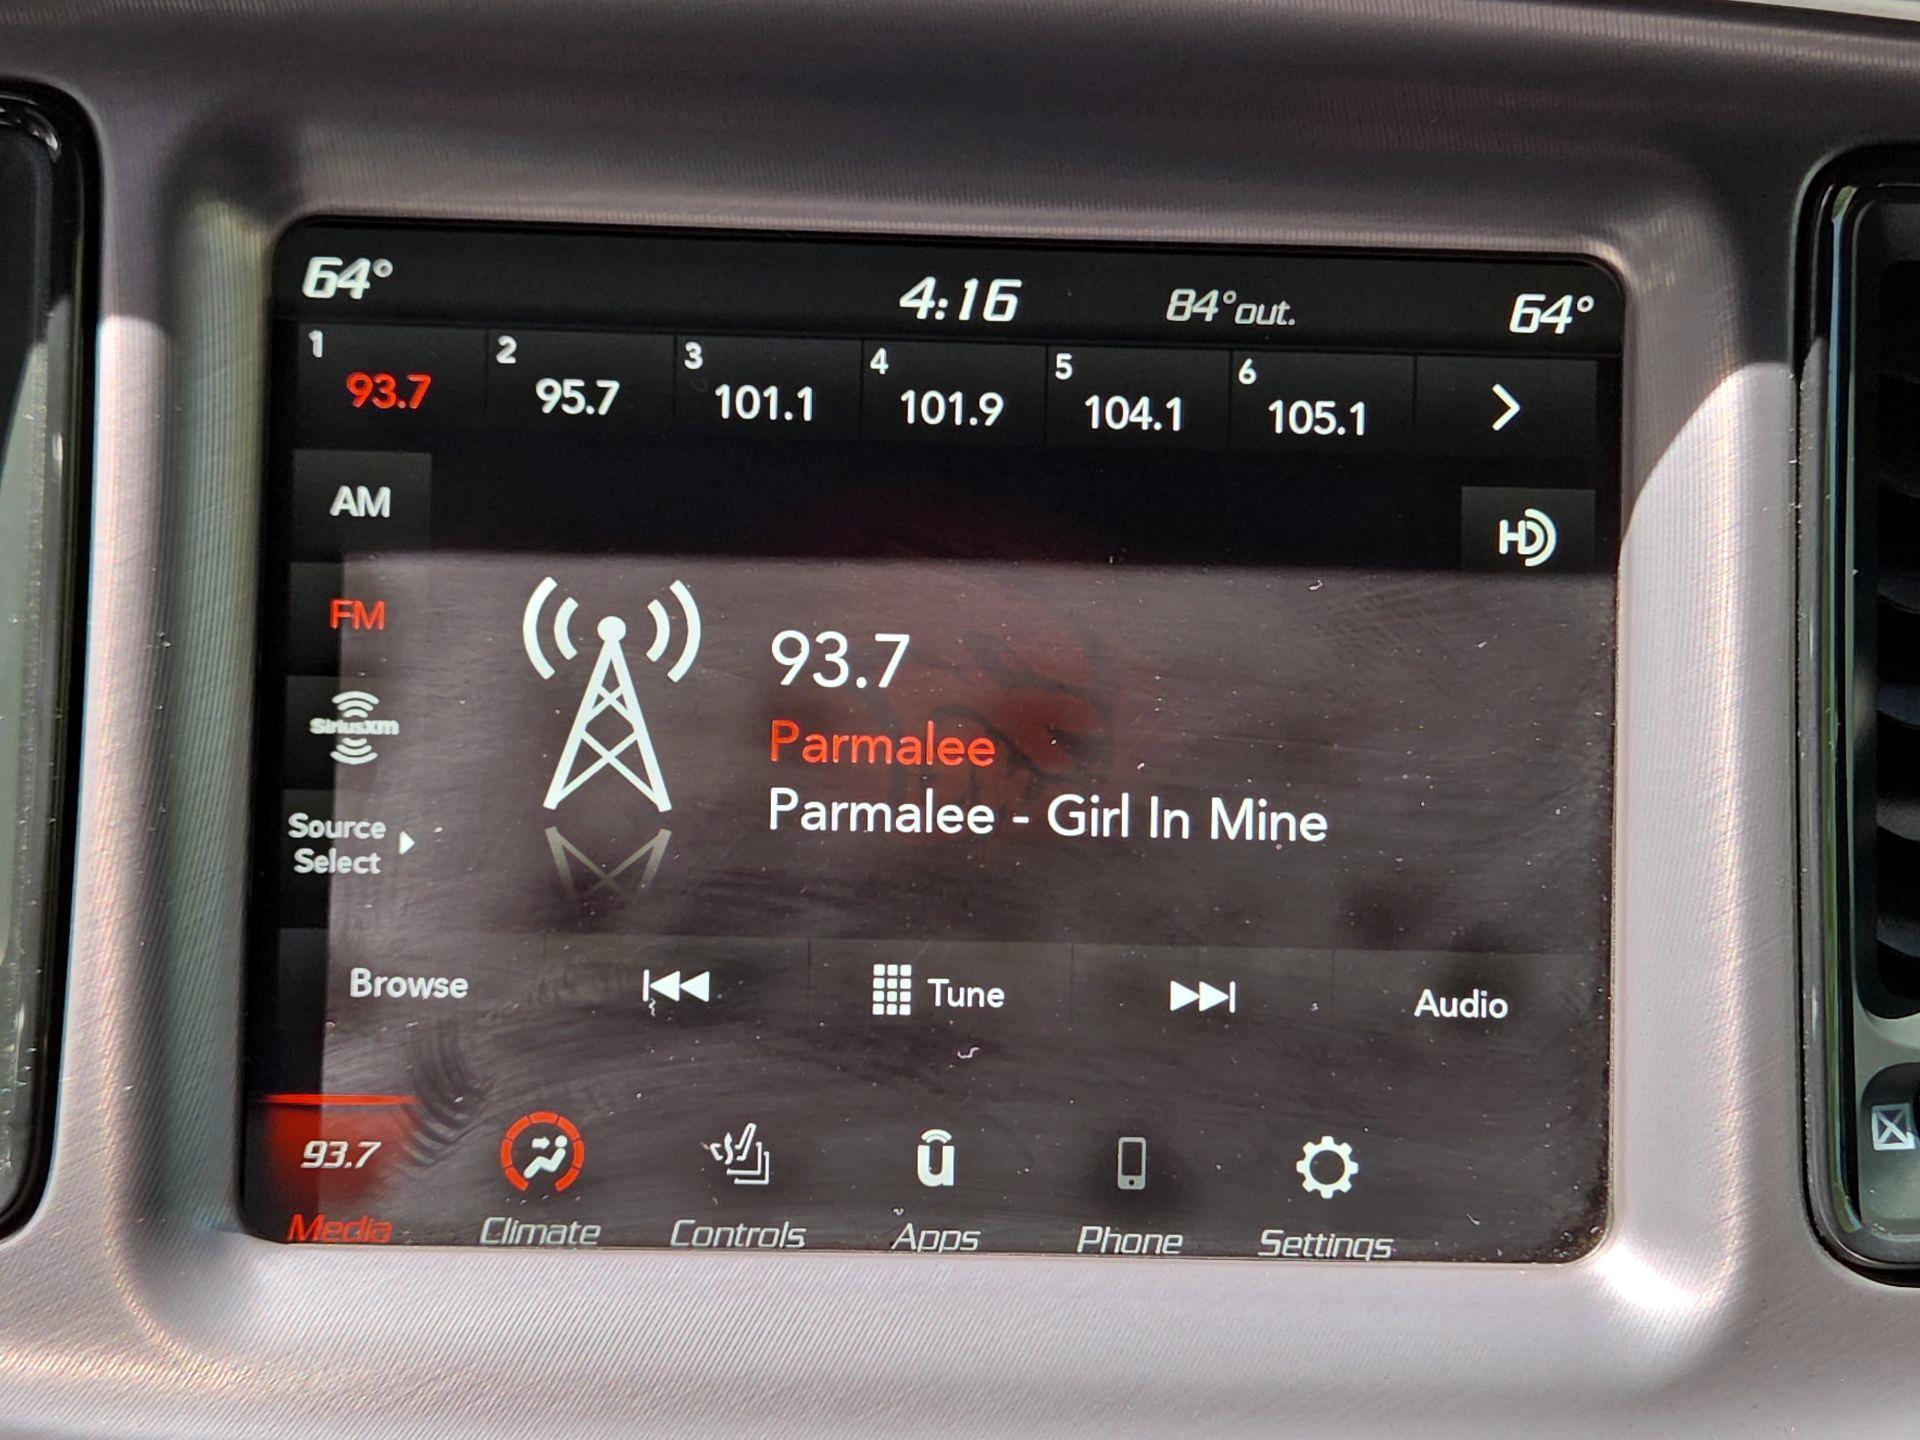 64° 4:16 84° out. 64°
1 2 3 4 5 6
93.7 95.7 101.1 101.9 104.1 105.1
AM
HD
FM
93.7
SiriusXM
Parmalee
Parmalee - Girl In Mine
Source
Select
Browse Tune Audio
93.7
u
Media Climate Controls Apps Phone Settings